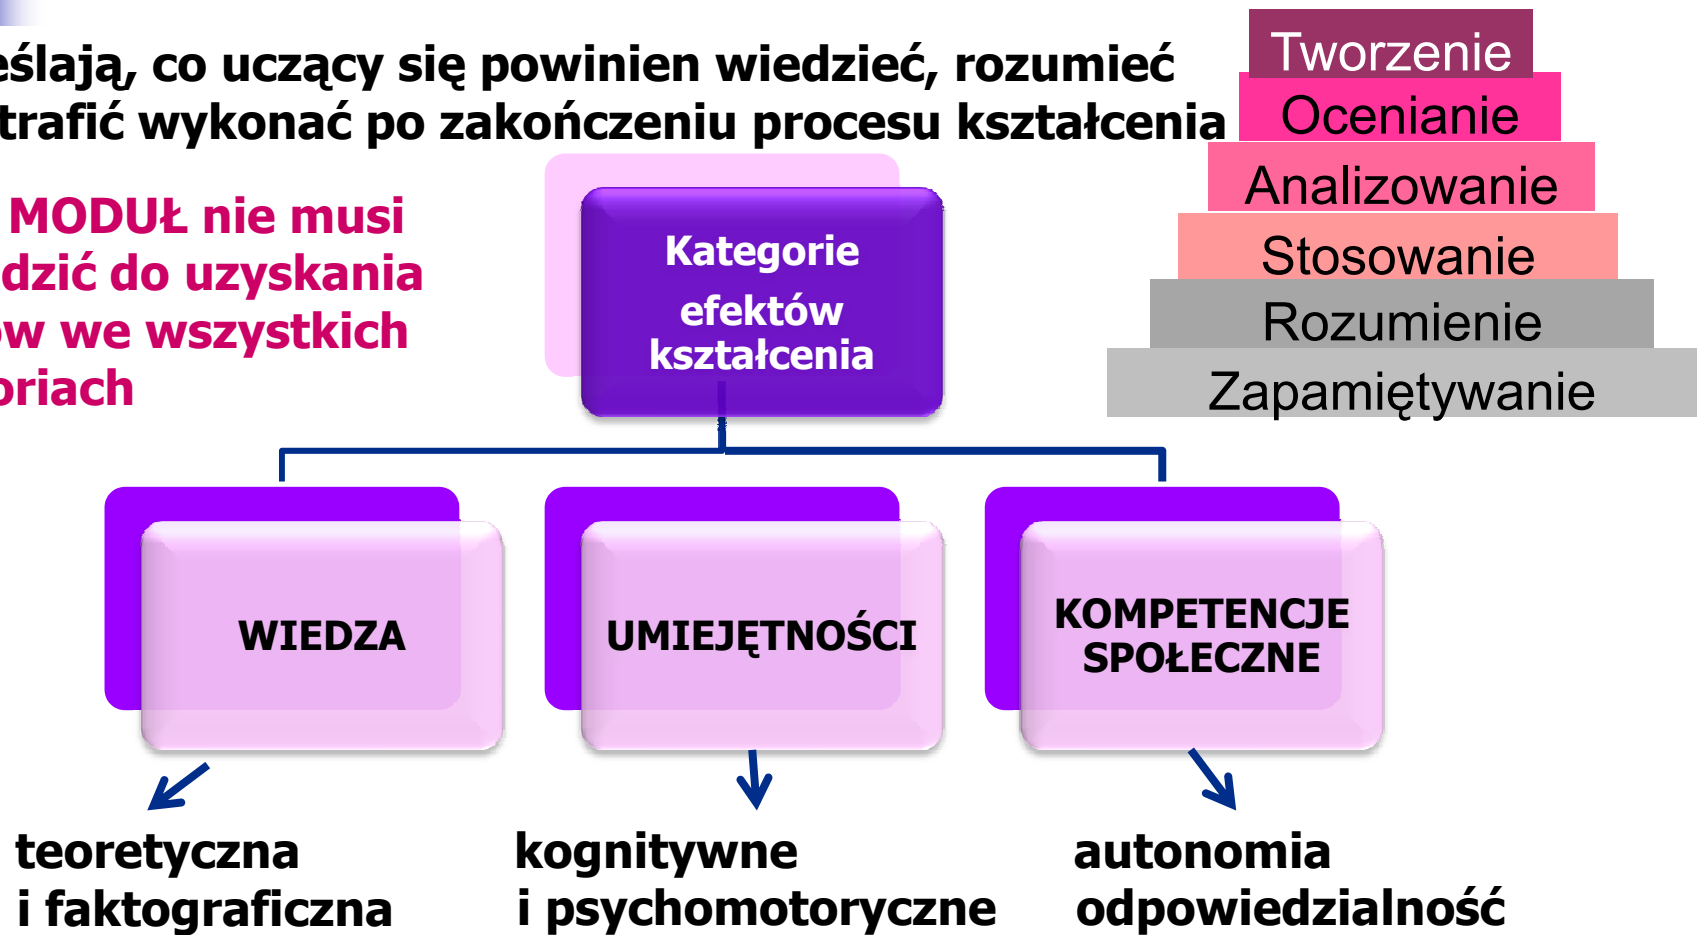 eślają, co uczący się powinien wiedzieć, rozumieć
trafić wykonać po zakończeniu procesu kształcenia
MODUŁ nie musi
dzić do uzyskania
ów we wszystkich
oriach
Tworzenie
Ocenianie
Analizowanie
Stosowanie
Rozumienie
Zapamiętywanie
Kategorie
efektów
kształcenia
WIEDZA
UMIEJĘTNOŚCI
KOMPETENCJE
SPOŁECZNE
teoretyczna
i faktograficzna
kognitywne
i psychomotoryczne
autonomia
odpowiedzialność